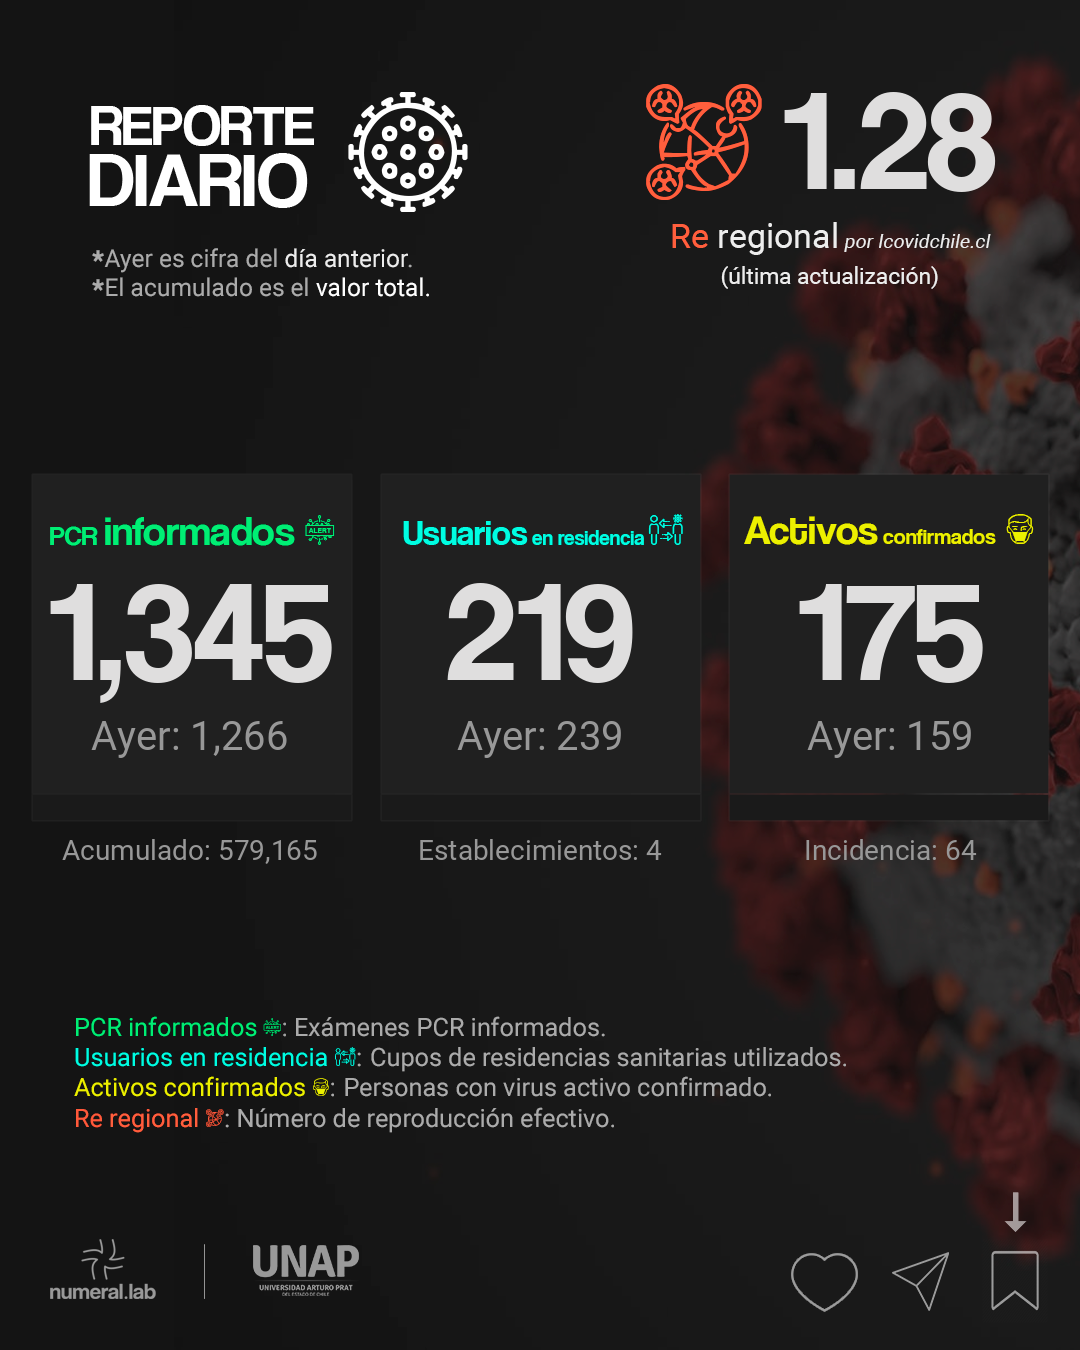 REPORTE
DIARIO
*Ayer es cifra del día anterior.
*El acumulado es el valor total.
1.28
Re regional por Icovidchile.cl
(última actualización)
PCR informados ALERT
1,345
Ayer: 1,266
Acumulado: 579,165
Usuarios en residencia
219
Ayer: 239
Establecimientos: 4
Activos confirmados
175
Ayer: 159
Incidencia: 64
PCR informados : Exámenes PCR informados.
Usuarios en residencia : Cupos de residencias sanitarias utilizados.
Activos confirmados : Personas con virus activo confirmado.
Re regional : Número de reproducción efectivo.
numeral.lab
UNAP
UNIVERSIDAD ARTURO PRAT
DEL ESTADO DE CHILE